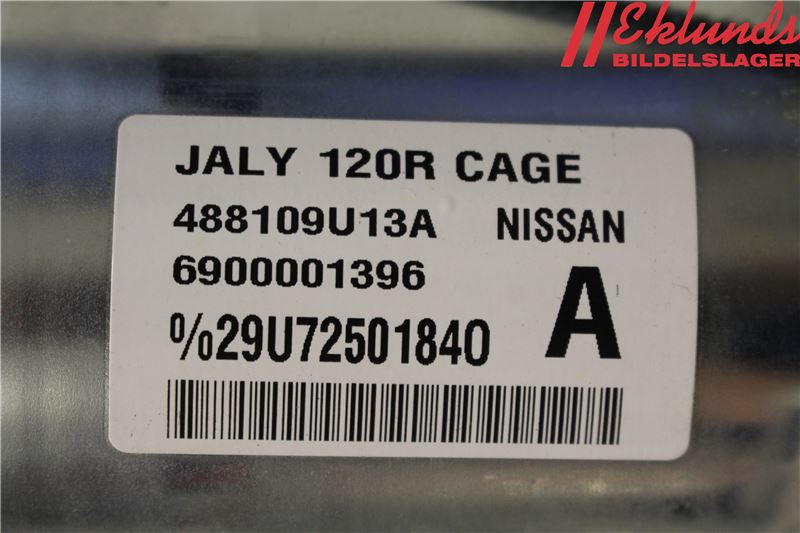 Eklunds
BILDELSLAGER
JALY 120R CAGE
488109U13A NISSAN
6900001396
A
%29U72501840